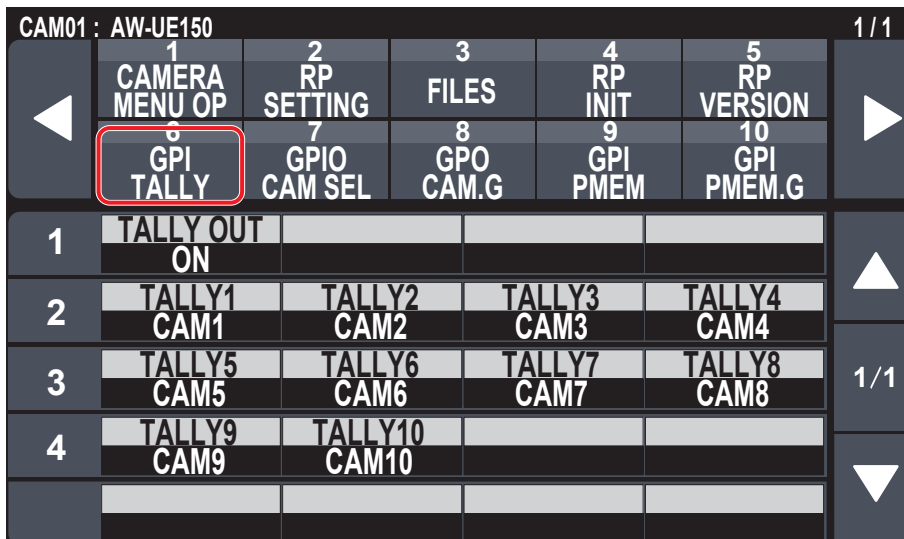 CAM01 : AW-UE150 1 / 1
1 2 3 4 5
CAMERA MENU OP RP SETTING FILES RP INIT RP VERSION
6 7 8 9 10
GPI TALLY GPIO CAM SEL GPO CAM.G GPI PMEM GPI PMEM.G
1 TALLY OUT
ON
2 TALLY1 TALLY2 TALLY3 TALLY4
CAM1 CAM2 CAM3 CAM4
3 TALLY5 TALLY6 TALLY7 TALLY8
CAM5 CAM6 CAM7 CAM8
1/1
4 TALLY9 TALLY10
CAM9 CAM10